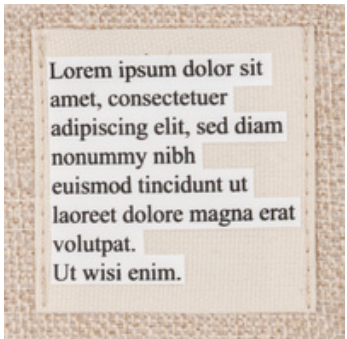 Lorem ipsum dolor sit
amet, consectetuer
adipiscing elit, sed diam
nonummy nibh
euismod tincidunt ut
laoreet dolore magna erat
volutpat.
Ut wisi enim.